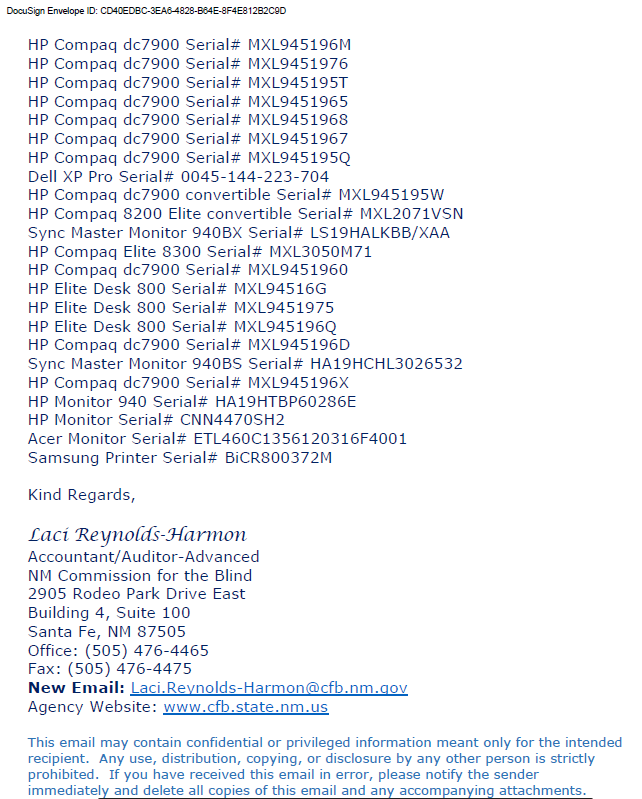 DocuSign Envelope ID: CD40EDBC-3EA6-4828-B64E-8F4E812B2C9D
HP Compaq dc7900 Serial# MXL945196M
HP Compaq dc7900 Serial# MXL9451976
HP Compaq dc7900 Serial# MXL945195T
HP Compaq dc7900 Serial# MXL9451965
HP Compaq dc7900 Serial# MXL9451968
HP Compaq dc7900 Serial# MXL9451967
HP Compaq dc7900 Serial# MXL945195Q
Dell XP Pro Serial# 0045-144-223-704
HP Compaq dc7900 convertible Serial# MXL945195W
HP Compaq 8200 Elite convertible Serial# MXL2071VSN
Sync Master Monitor 940BX Serial# LS19HALKBB/XAA
HP Compaq Elite 8300 Serial# MXL3050M71
HP Compaq dc7900 Serial# MXL9451960
HP Elite Desk 800 Serial# MXL94516G
HP Elite Desk 800 Serial# MXL9451975
HP Elite Desk 800 Serial# MXL945196Q
HP Compaq dc7900 Serial# MXL945196D
Sync Master Monitor 940BS Serial# HA19HCHL3026532
HP Compaq dc7900 Serial# MXL945196X
HP Monitor 940 Serial# HA19HTBP60286E
HP Monitor Serial# CNN4470SH2
Acer Monitor Serial# ETL460C1356120316F4001
Samsung Printer Serial# BiCR800372M
Kind Regards,
Laci Reynolds-Harmon
Accountant/Auditor-Advanced
NM Commission for the Blind
2905 Rodeo Park Drive East
Building 4, Suite 100
Santa Fe, NM 87505
Office: (505) 476-4465
Fax: (505) 476-4475
New Email: Laci.Reynolds-Harmon@cfb.nm.gov
Agency Website: www.cfb.state.nm.us
This email may contain confidential or privileged information meant only for the intended
recipient.  Any use, distribution, copying, or disclosure by any other person is strictly
prohibited.  If you have received this email in error, please notify the sender
immediately and delete all copies of this email and any accompanying attachments.